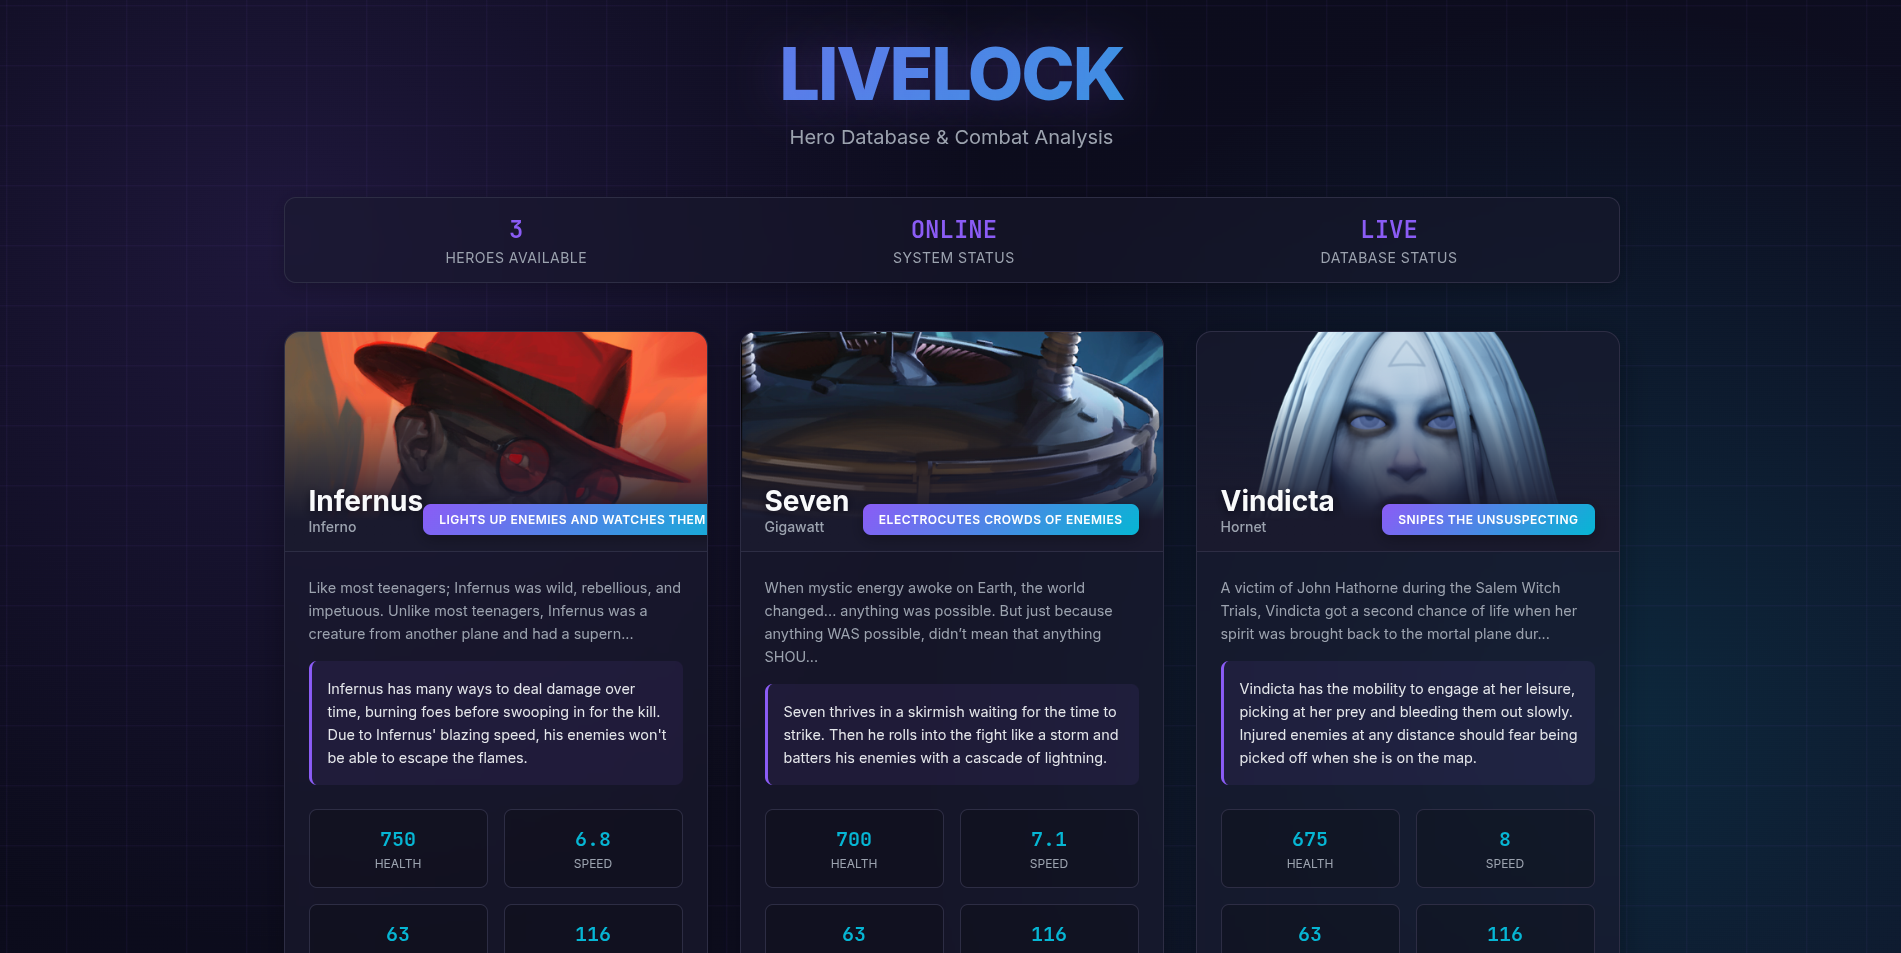 LIVELOCK
Hero Database & Combat Analysis
3
HEROES AVAILABLE
ONLINE
SYSTEM STATUS
LIVE
DATABASE STATUS
Infernus
Inferno
LIGHTS UP ENEMIES AND WATCHES THEM
Like most teenagers; Infernus was wild, rebellious, and
impetuous. Unlike most teenagers, Infernus was a
creature from another plane and had a supern...
Infernus has many ways to deal damage over
time, burning foes before swooping in for the kill.
Due to Infernus' blazing speed, his enemies won't
be able to escape the flames.
750
HEALTH
6.8
SPEED
63
116
Seven
Gigawatt
ELECTROCUTES CROWDS OF ENEMIES
When mystic energy awoke on Earth, the world
changed... anything was possible. But just because
anything WAS possible, didn’t mean that anything
SHOU...
Seven thrives in a skirmish waiting for the time to
strike. Then he rolls into the fight like a storm and
batters his enemies with a cascade of lightning.
700
HEALTH
7.1
SPEED
63
116
Vindicta
Hornet
SNIPES THE UNSUSPECTING
A victim of John Hathorne during the Salem Witch
Trials, Vindicta got a second chance of life when her
spirit was brought back to the mortal plane dur...
Vindicta has the mobility to engage at her leisure,
picking at her prey and bleeding them out slowly.
Injured enemies at any distance should fear being
picked off when she is on the map.
675
HEALTH
8
SPEED
63
116